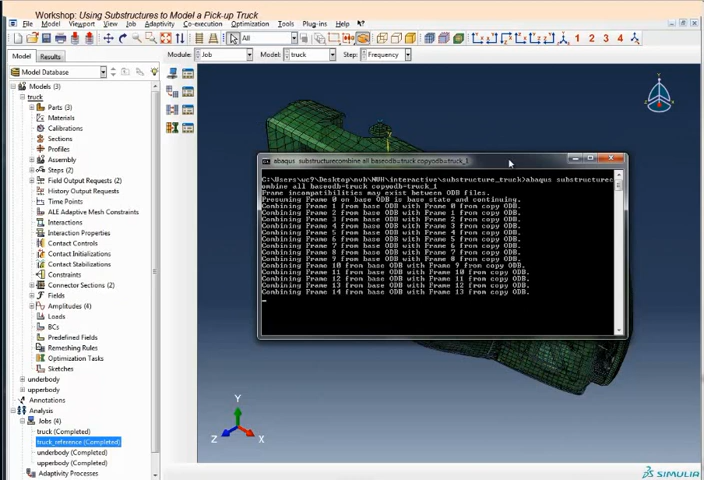 Workshop: Using Substructures to Model a Pick-up Truck
File Model Viewport View Job Adaptivity Co-execution Optimization Tools Plug-ins Help
All
1 2 3 4
Model Results
Module: Job Model: truck Step: Frequency
Model Database
Models (3)
truck
Parts (3)
Materials
Calibrations
Sections
Profiles
Assembly
Steps (2)
Field Output Requests (2)
History Output Requests
Time Points
ALE Adaptive Mesh Constraints
Interactions
Interaction Properties
Contact Controls
Contact Initializations
Contact Stabilizations
Constraints
Connector Sections (2)
Fields
Amplitudes (4)
Loads
BCs
Predefined Fields
Remeshing Rules
Optimization Tasks
Sketches
underbody
upperbody
Annotations
Analysis
Jobs (4)
truck (Completed)
truck_reference (Completed)
underbody (Completed)
upperbody (Completed)
Adaptivity Processes
abaqus substructurecombine all baseodb=truck copyodb=truck_1
C:\Users\wc9\Desktop\nvh\NVH\interactive\substructure_truck>abaqus substructurec
ombine all baseodb=truck copyodb=truck_1
Frame incompatibilities may exist between ODB files.
Presuming Frame 0 on base ODB is base state and continuing.
Combining Frame 1 from base ODB with Frame 0 from copy ODB.
Combining Frame 2 from base ODB with Frame 1 from copy ODB.
Combining Frame 3 from base ODB with Frame 2 from copy ODB.
Combining Frame 4 from base ODB with Frame 3 from copy ODB.
Combining Frame 5 from base ODB with Frame 4 from copy ODB.
Combining Frame 6 from base ODB with Frame 5 from copy ODB.
Combining Frame 7 from base ODB with Frame 6 from copy ODB.
Combining Frame 8 from base ODB with Frame 7 from copy ODB.
Combining Frame 9 from base ODB with Frame 8 from copy ODB.
Combining Frame 10 from base ODB with Frame 9 from copy ODB.
Combining Frame 11 from base ODB with Frame 10 from copy ODB.
Combining Frame 12 from base ODB with Frame 11 from copy ODB.
Combining Frame 13 from base ODB with Frame 12 from copy ODB.
Combining Frame 14 from base ODB with Frame 13 from copy ODB.
Y
Z X
SIMULIA